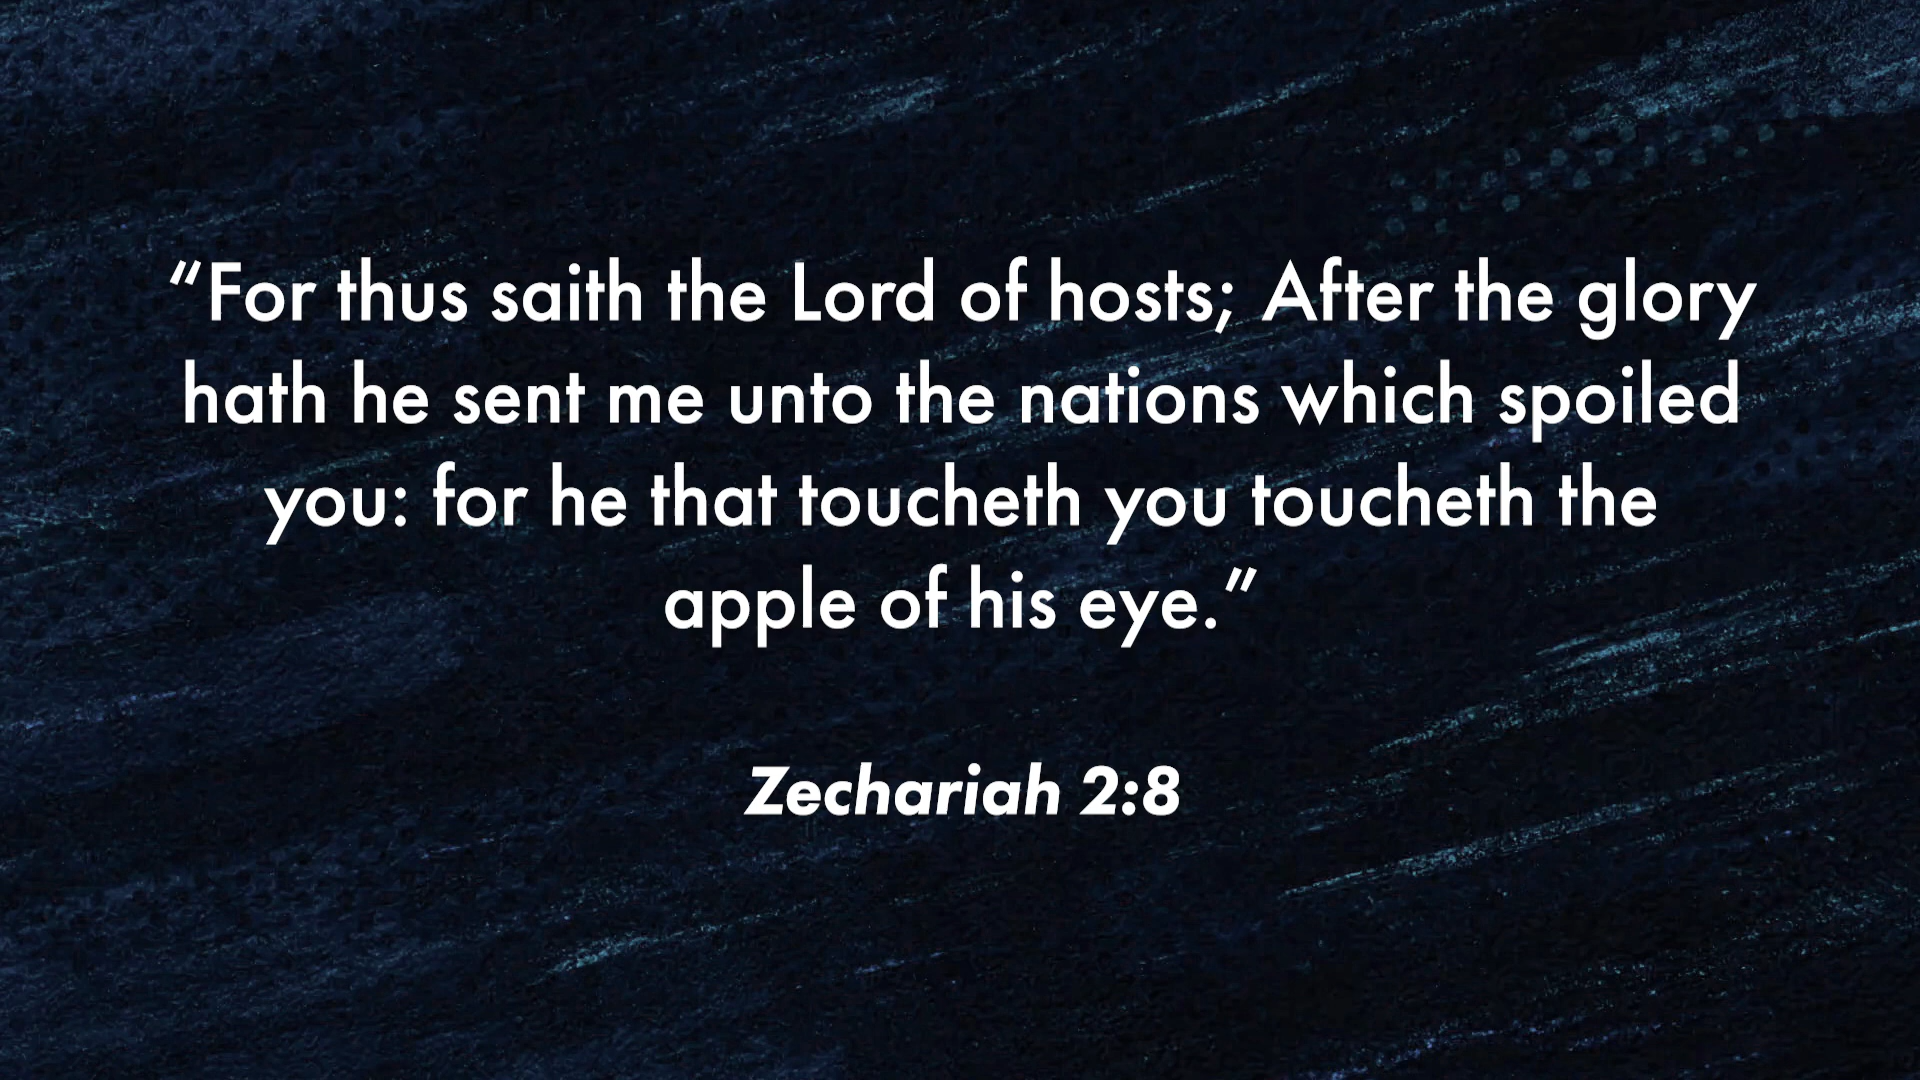 “For thus saith the Lord of hosts; After the glory
hath he sent me unto the nations which spoiled
you: for he that toucheth you toucheth the
apple of his eye.”
Zechariah 2:8